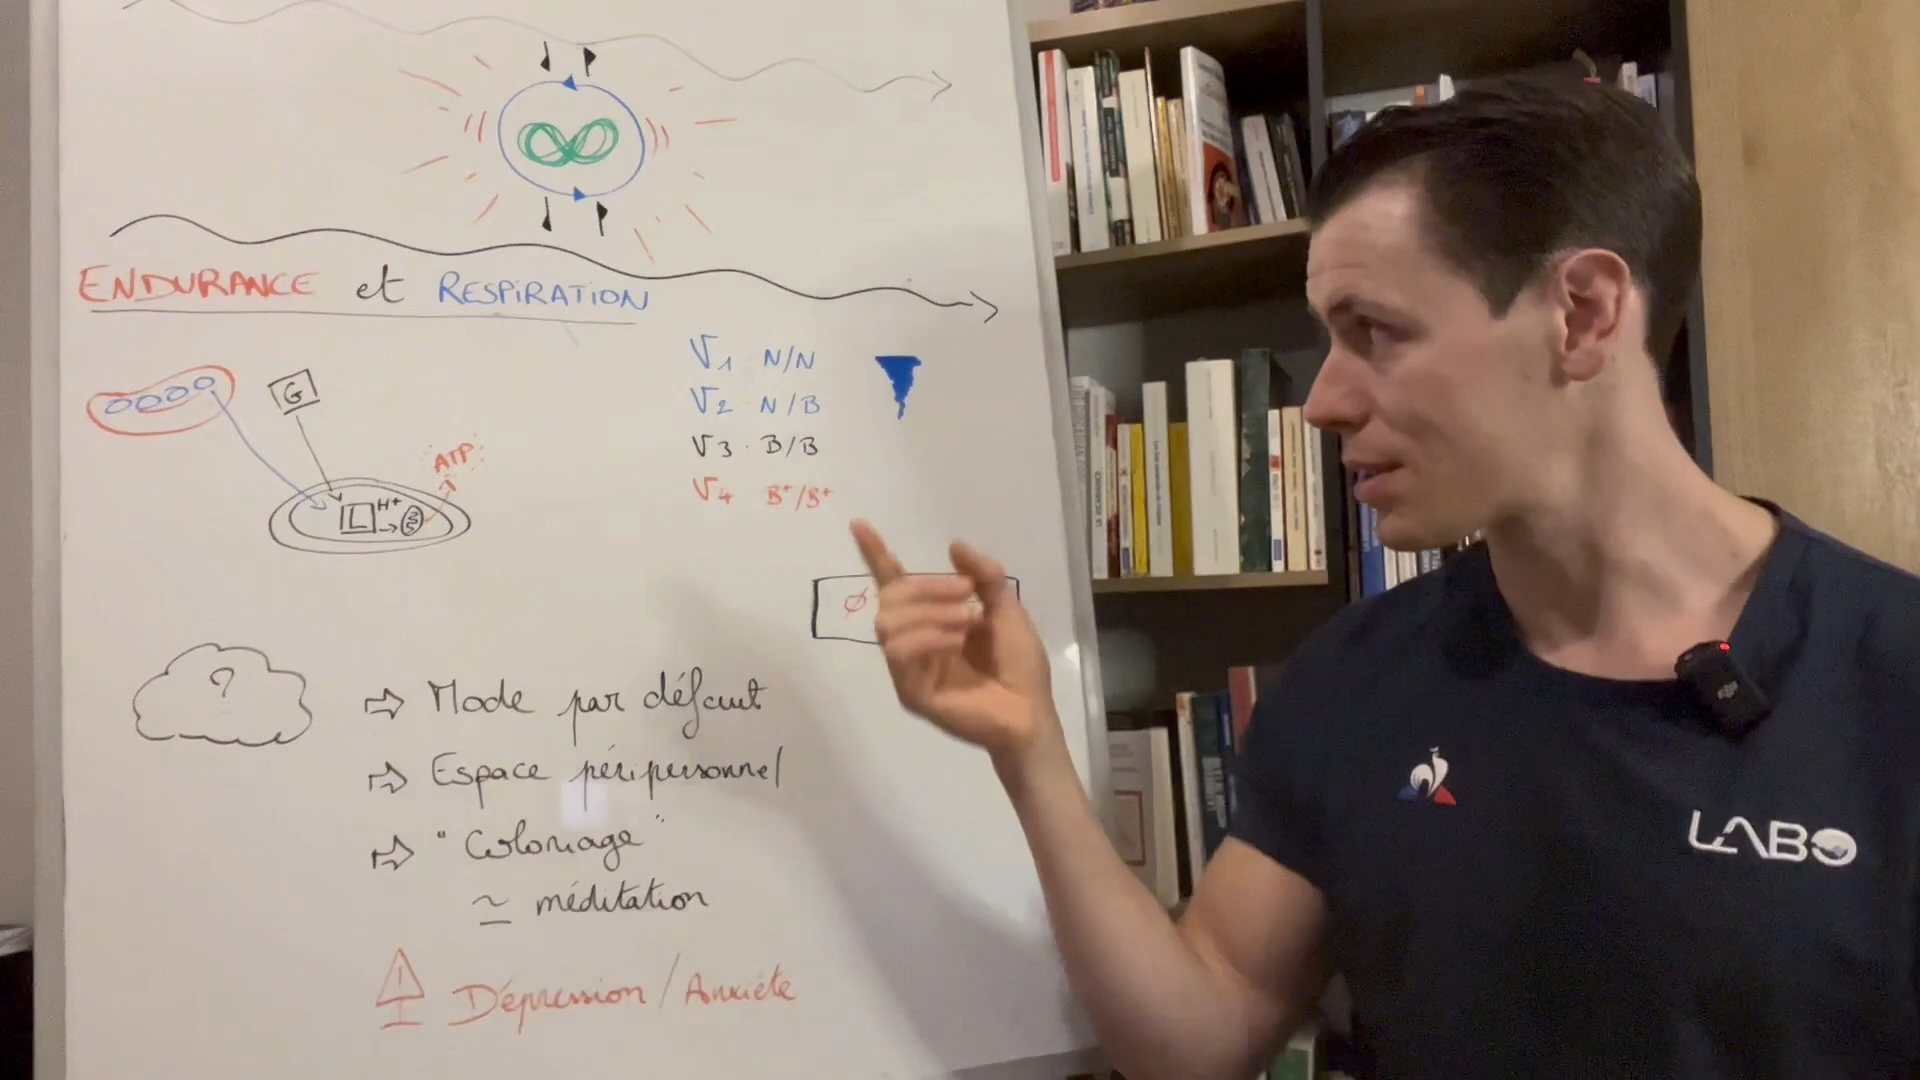 ENDURANCE et RESPIRATION
G
ATP
L H+
V1 N/N
V2 · N/B
V3 · B/B
V4 B+/B+
Ø
?
⇨ Mode par défaut
⇨ Espace péripersonnel
⇨ "Coloriage"
≃ méditation
! Dépression / Anxiété
LABO